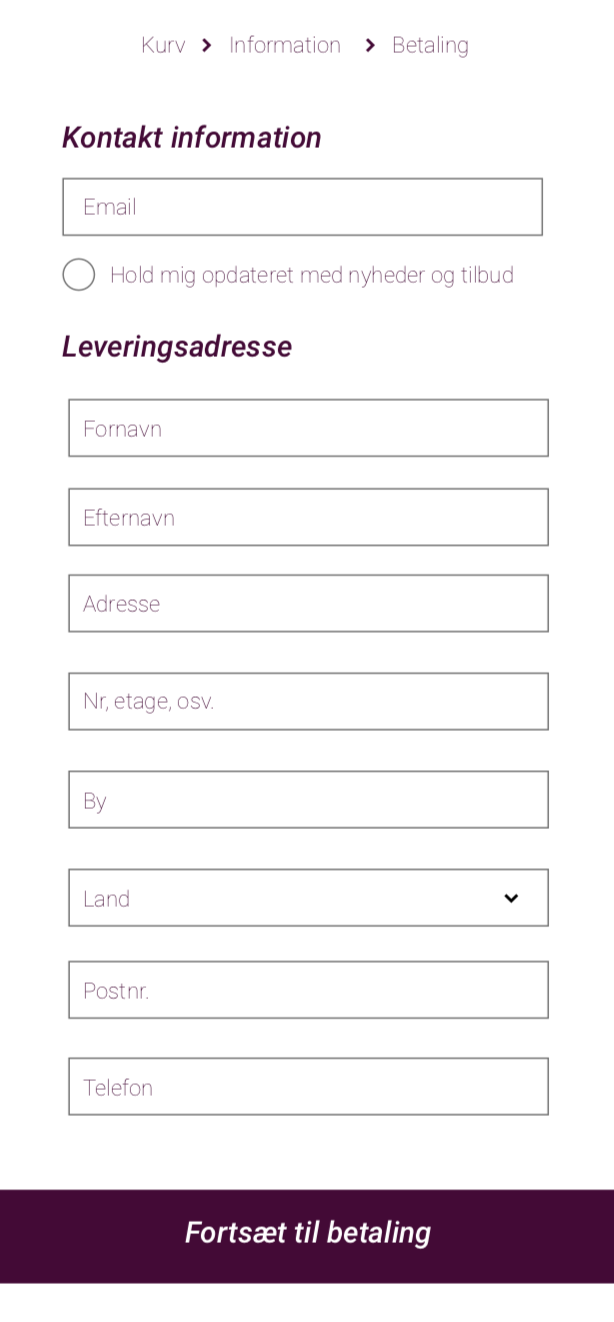 Kurv Information Betaling
Kontakt information
Email
Hold mig opdateret med nyheder og tilbud
Leveringsadresse
Fornavn
Efternavn
Adresse
Nr, etage, osv.
By
Land
Postnr.
Telefon
Fortsæt til betaling